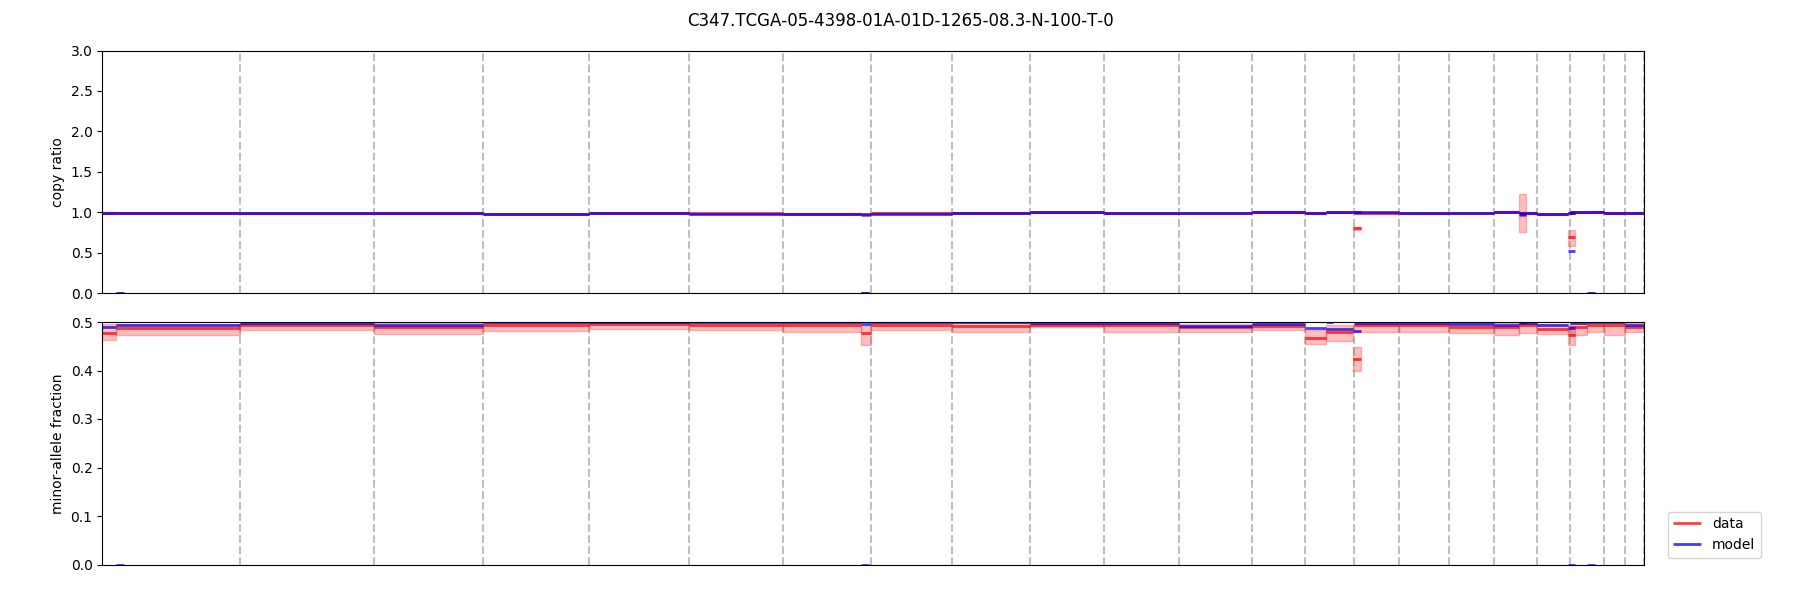 C347.TCGA-05-4398-01A-01D-1265-08.3-N-100-T-0
3.0
2.5
2.0
1.5
1.0
0.5
0.0
copy ratio
0.5
0.4
0.3
0.2
0.1
0.0
minor-allele fraction
data
model